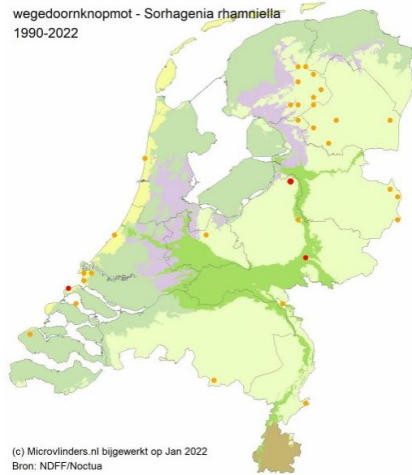 wegedoornknopmot - Sorhagenia rhamniella
1990-2022
(c) Microvlinders.nl bijgewerkt op Jan 2022
Bron: NDFF/Noctua